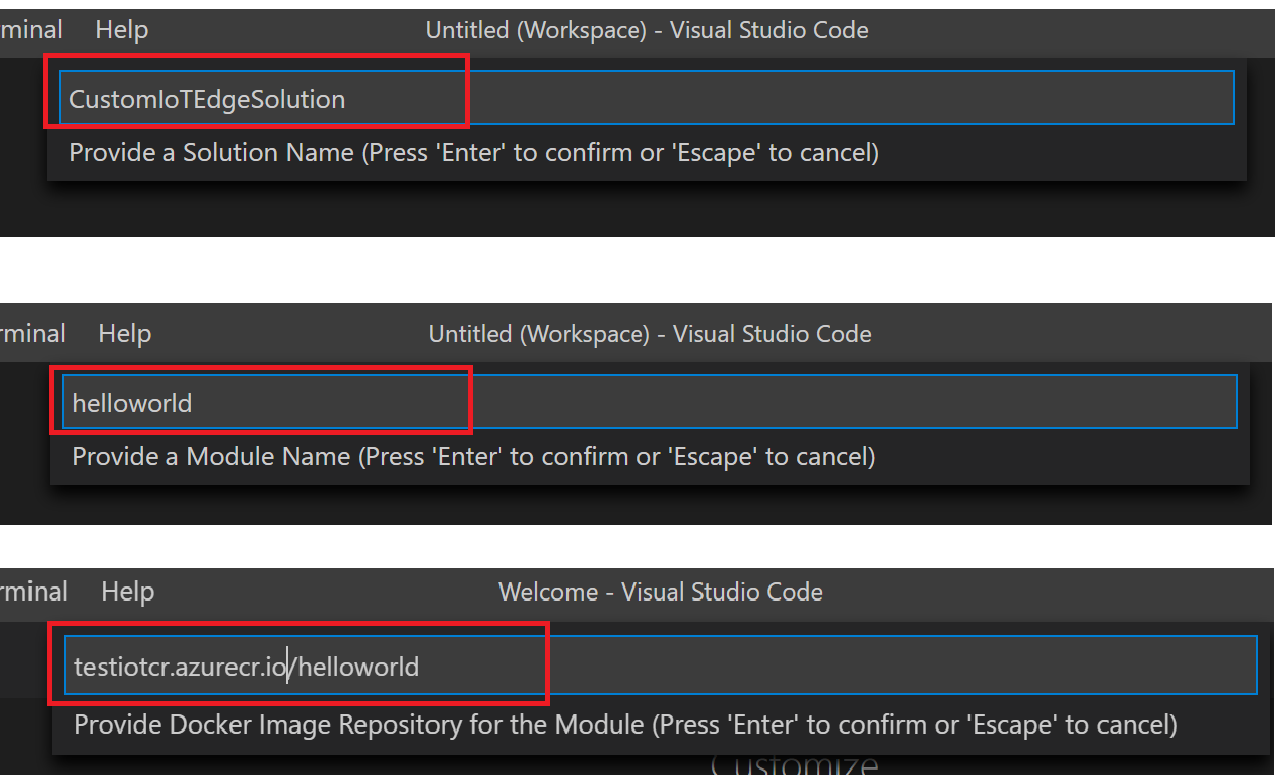 minal Help Untitled (Workspace) - Visual Studio Code
CustomIoTEdgeSolution
Provide a Solution Name (Press 'Enter' to confirm or 'Escape' to cancel)
rminal Help Untitled (Workspace) - Visual Studio Code
helloworld
Provide a Module Name (Press 'Enter' to confirm or 'Escape' to cancel)
rminal Help Welcome - Visual Studio Code
testiotcr.azurecr.io/helloworld
Provide Docker Image Repository for the Module (Press 'Enter' to confirm or 'Escape' to cancel)
Customize